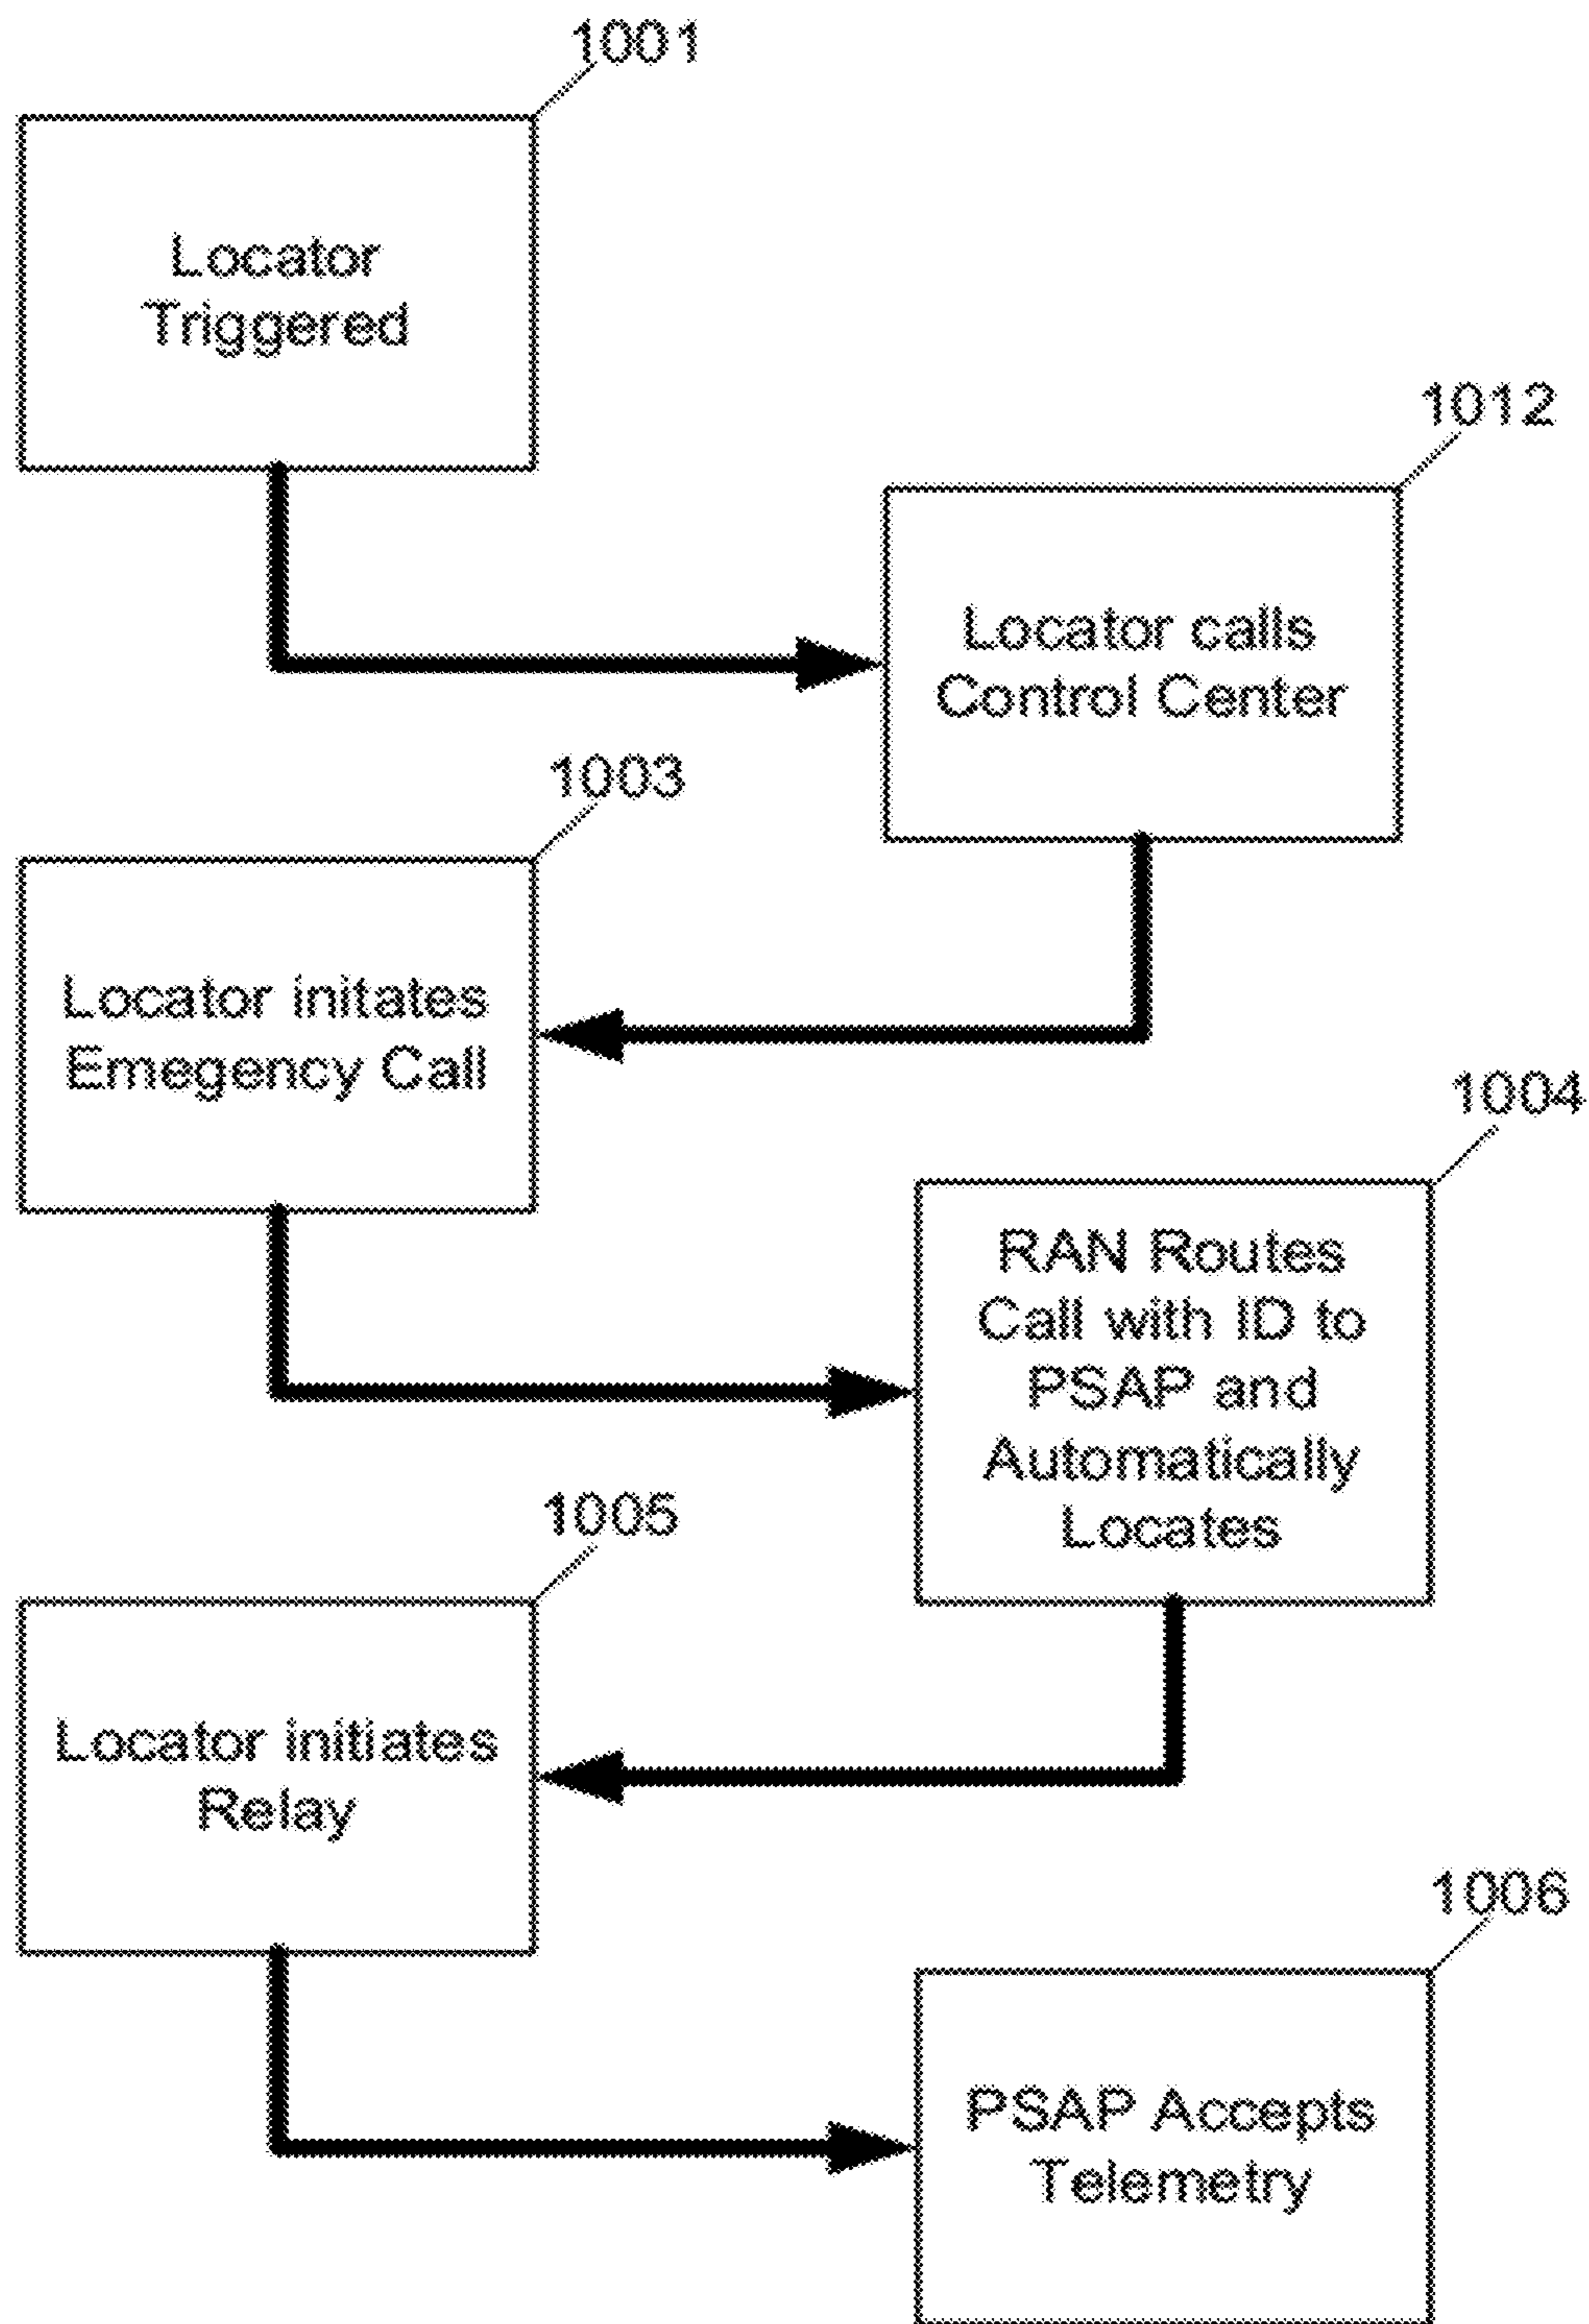 1001
Locator
Triggered
1012
Locator calls
Control Center
1003
Locator initates
Emegency Call
1004
RAN Routes
Call with ID to
PSAP and
Automatically
Locates
1005
Locator initiates
Relay
1006
PSAP Accepts
Telemetry